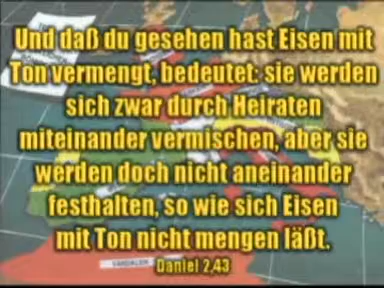 Und daß du gesehen hast Eisen mit
Ton vermengt, bedeutet: sie werden
sich zwar durch Heiraten
miteinander vermischen, aber sie
werden doch nicht aneinander
festhalten, so wie sich Eisen
mit Ton nicht mengen läßt.
Daniel 2,43
VANDALEN